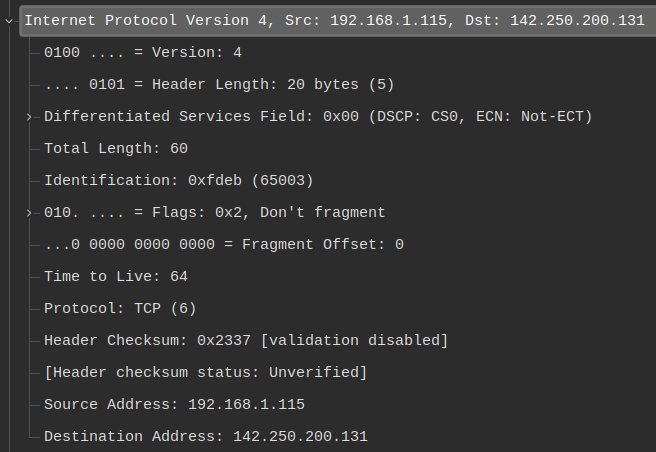 Internet Protocol Version 4, Src: 192.168.1.115, Dst: 142.250.200.131
0100 .... = Version: 4
.... 0101 = Header Length: 20 bytes (5)
Differentiated Services Field: 0x00 (DSCP: CS0, ECN: Not-ECT)
Total Length: 60
Identification: 0xfdeb (65003)
010. .... = Flags: 0x2, Don't fragment
...0 0000 0000 0000 = Fragment Offset: 0
Time to Live: 64
Protocol: TCP (6)
Header Checksum: 0x2337 [validation disabled]
[Header checksum status: Unverified]
Source Address: 192.168.1.115
Destination Address: 142.250.200.131